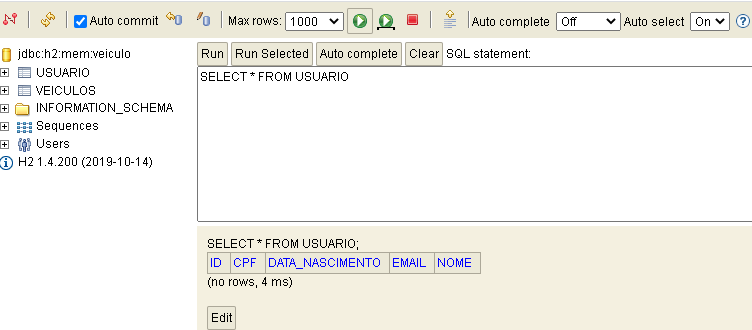 Auto commit Max rows: 1000 Auto complete Off Auto select On
jdbc:h2:mem:veiculo
USUARIO
VEICULOS
INFORMATION_SCHEMA
Sequences
Users
H2 1.4.200 (2019-10-14)
Run Run Selected Auto complete Clear SQL statement:
SELECT * FROM USUARIO
SELECT * FROM USUARIO;
ID CPF DATA_NASCIMENTO EMAIL NOME
(no rows, 4 ms)
Edit